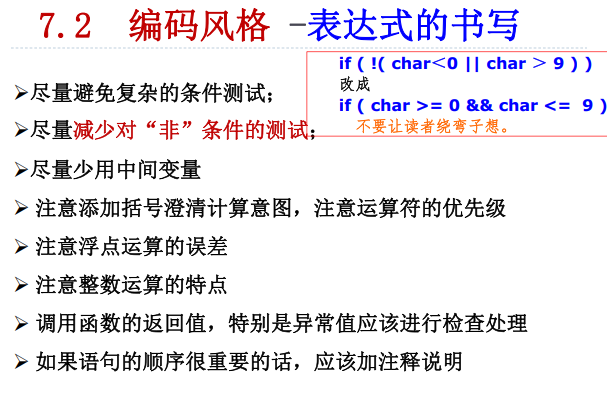 7.2 编码风格 -表达式的书写
if ( !( char<0 || char > 9 ) )
改成
if ( char >= 0 && char <= 9 )
不要让读者绕弯子想。
➢尽量避免复杂的条件测试;
➢尽量减少对“非”条件的测试;
➢尽量少用中间变量
➢ 注意添加括号澄清计算意图，注意运算符的优先级
➢ 注意浮点运算的误差
➢ 注意整数运算的特点
➢ 调用函数的返回值，特别是异常值应该进行检查处理
➢ 如果语句的顺序很重要的话，应该加注释说明